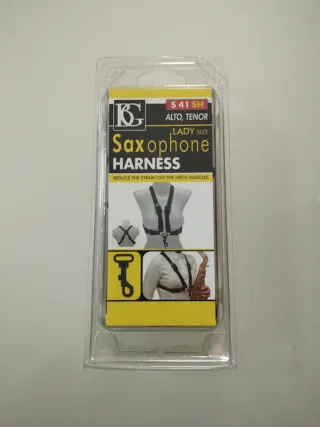 BG
S 41 SH
ALTO, TENOR
LADY SIZE
Saxophone
HARNESS
REDUCE THE STRAIN ON THE NECK MUSCLES